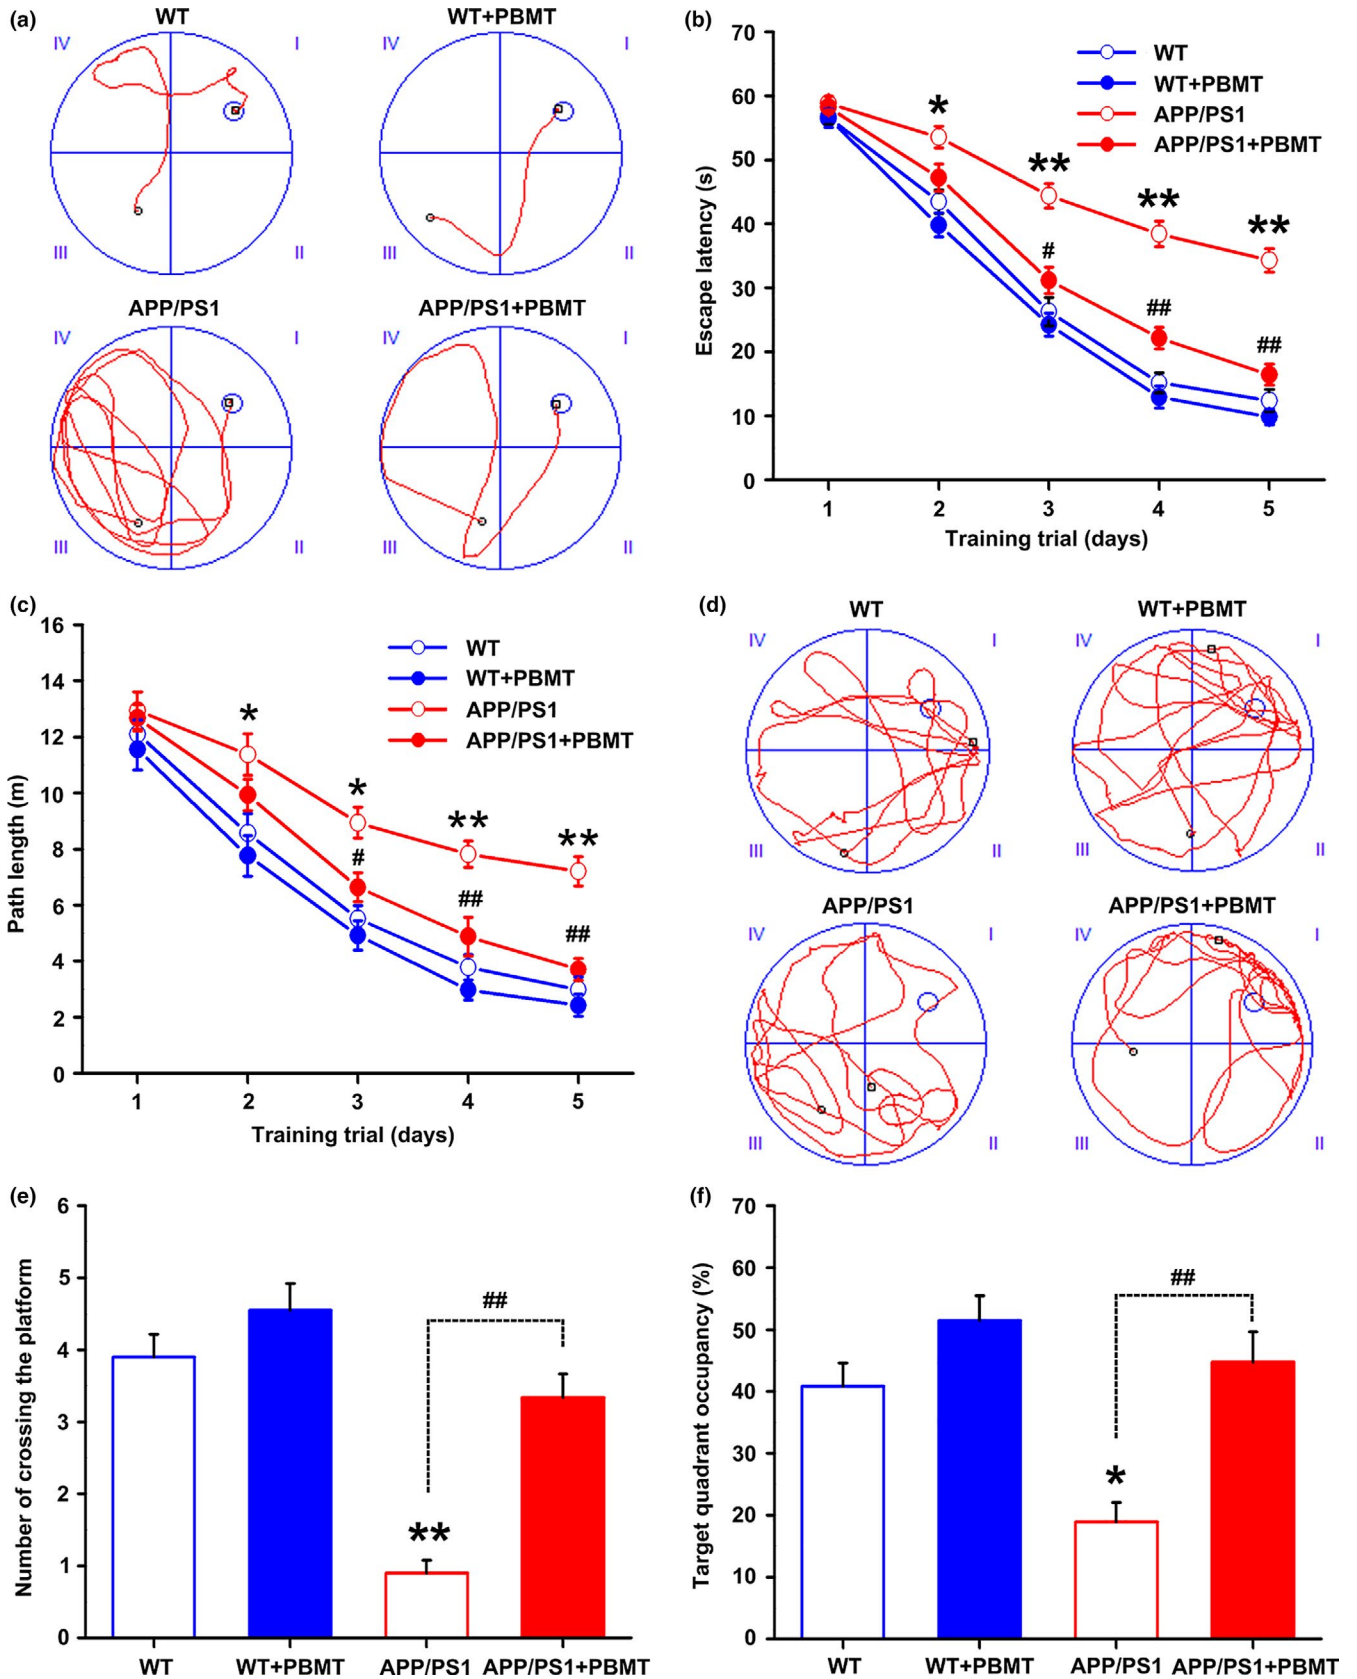 (a)
WT
WT+PBMT
IV
I
IV
I
III
II
III
II
APP/PS1
APP/PS1+PBMT
IV
I
IV
I
III
II
III
II
(b)
70
60
50
40
30
20
10
0
Escape latency (s)
WT
WT+PBMT
APP/PS1
APP/PS1+PBMT
*
**
**
**
#
##
##
1 2 3 4 5
Training trial (days)
(c)
16
14
12
10
8
6
4
2
0
Path length (m)
WT
WT+PBMT
APP/PS1
APP/PS1+PBMT
*
*
**
**
#
##
##
1 2 3 4 5
Training trial (days)
(d)
WT
WT+PBMT
IV
I
IV
I
III
II
III
II
APP/PS1
APP/PS1+PBMT
IV
I
IV
I
III
II
III
II
(e)
6
5
4
3
2
1
0
Number of crossing the platform
##
**
WT WT+PBMT APP/PS1 APP/PS1+PBMT
(f)
70
60
50
40
30
20
10
0
Target quadrant occupancy (%)
##
*
WT WT+PBMT APP/PS1 APP/PS1+PBMT